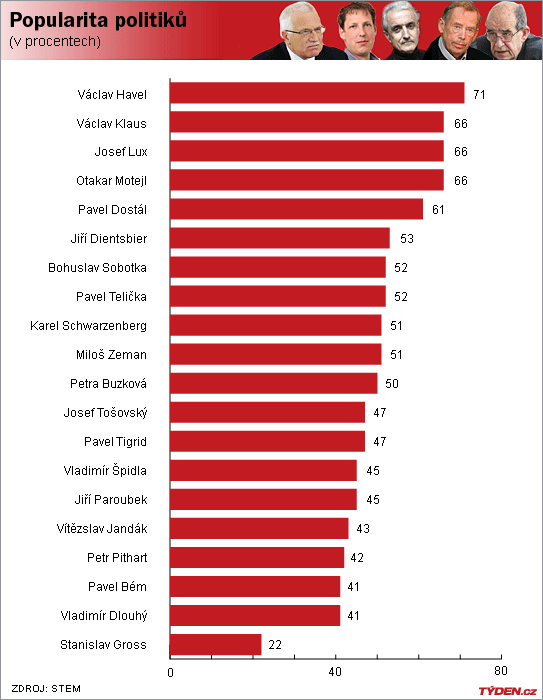 Popularita politiků
(v procentech)
Václav Havel 71
Václav Klaus 66
Josef Lux 66
Otakar Motejl 66
Pavel Dostál 61
Jiří Dientsbier 53
Bohuslav Sobotka 52
Pavel Telička 52
Karel Schwarzenberg 51
Miloš Zeman 51
Petra Buzková 50
Josef Tošovský 47
Pavel Tigrid 47
Vladimír Špidla 45
Jiří Paroubek 45
Vítězslav Jandák 43
Petr Pithart 42
Pavel Bém 41
Vladimír Dlouhý 41
Stanislav Gross 22
0 40 80
ZDROJ: STEM
TÝDEN.cz